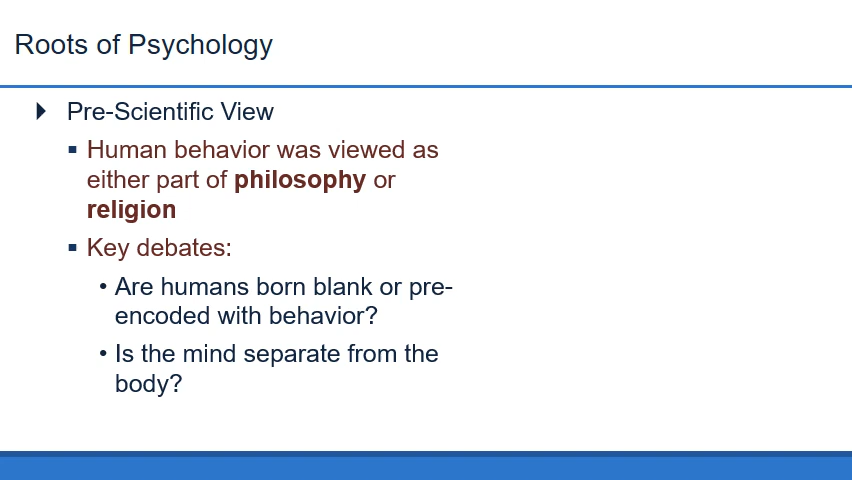 Roots of Psychology
Pre-Scientific View
Human behavior was viewed as
either part of philosophy or
religion
Key debates:
• Are humans born blank or pre-
encoded with behavior?
• Is the mind separate from the
body?